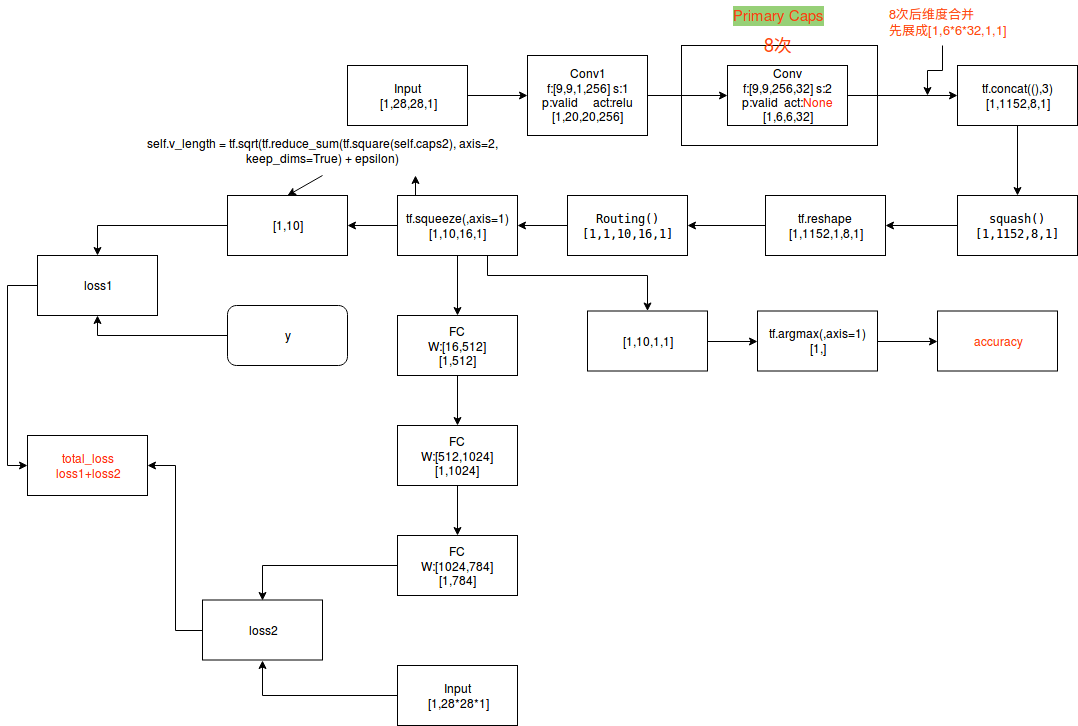 Primary Caps
8次
8次后维度合并
先展成[1,6*6*32,1,1]
Input
[1,28,28,1]
Conv1
f:[9,9,1,256] s:1
p:valid act:relu
[1,20,20,256]
Conv
f:[9,9,256,32] s:2
p:valid act:None
[1,6,6,32]
tf.concat((),3)
[1,1152,8,1]
self.v_length = tf.sqrt(tf.reduce_sum(tf.square(self.caps2), axis=2,
keep_dims=True) + epsilon)
[1,10]
tf.squeeze(,axis=1)
[1,10,16,1]
Routing()
[1,1,10,16,1]
tf.reshape
[1,1152,1,8,1]
squash()
[1,1152,8,1]
loss1
y
FC
W:[16,512]
[1,512]
[1,10,1,1]
tf.argmax(,axis=1)
[1,]
accuracy
FC
W:[512,1024]
[1,1024]
total_loss
loss1+loss2
FC
W:[1024,784]
[1,784]
loss2
Input
[1,28*28*1]